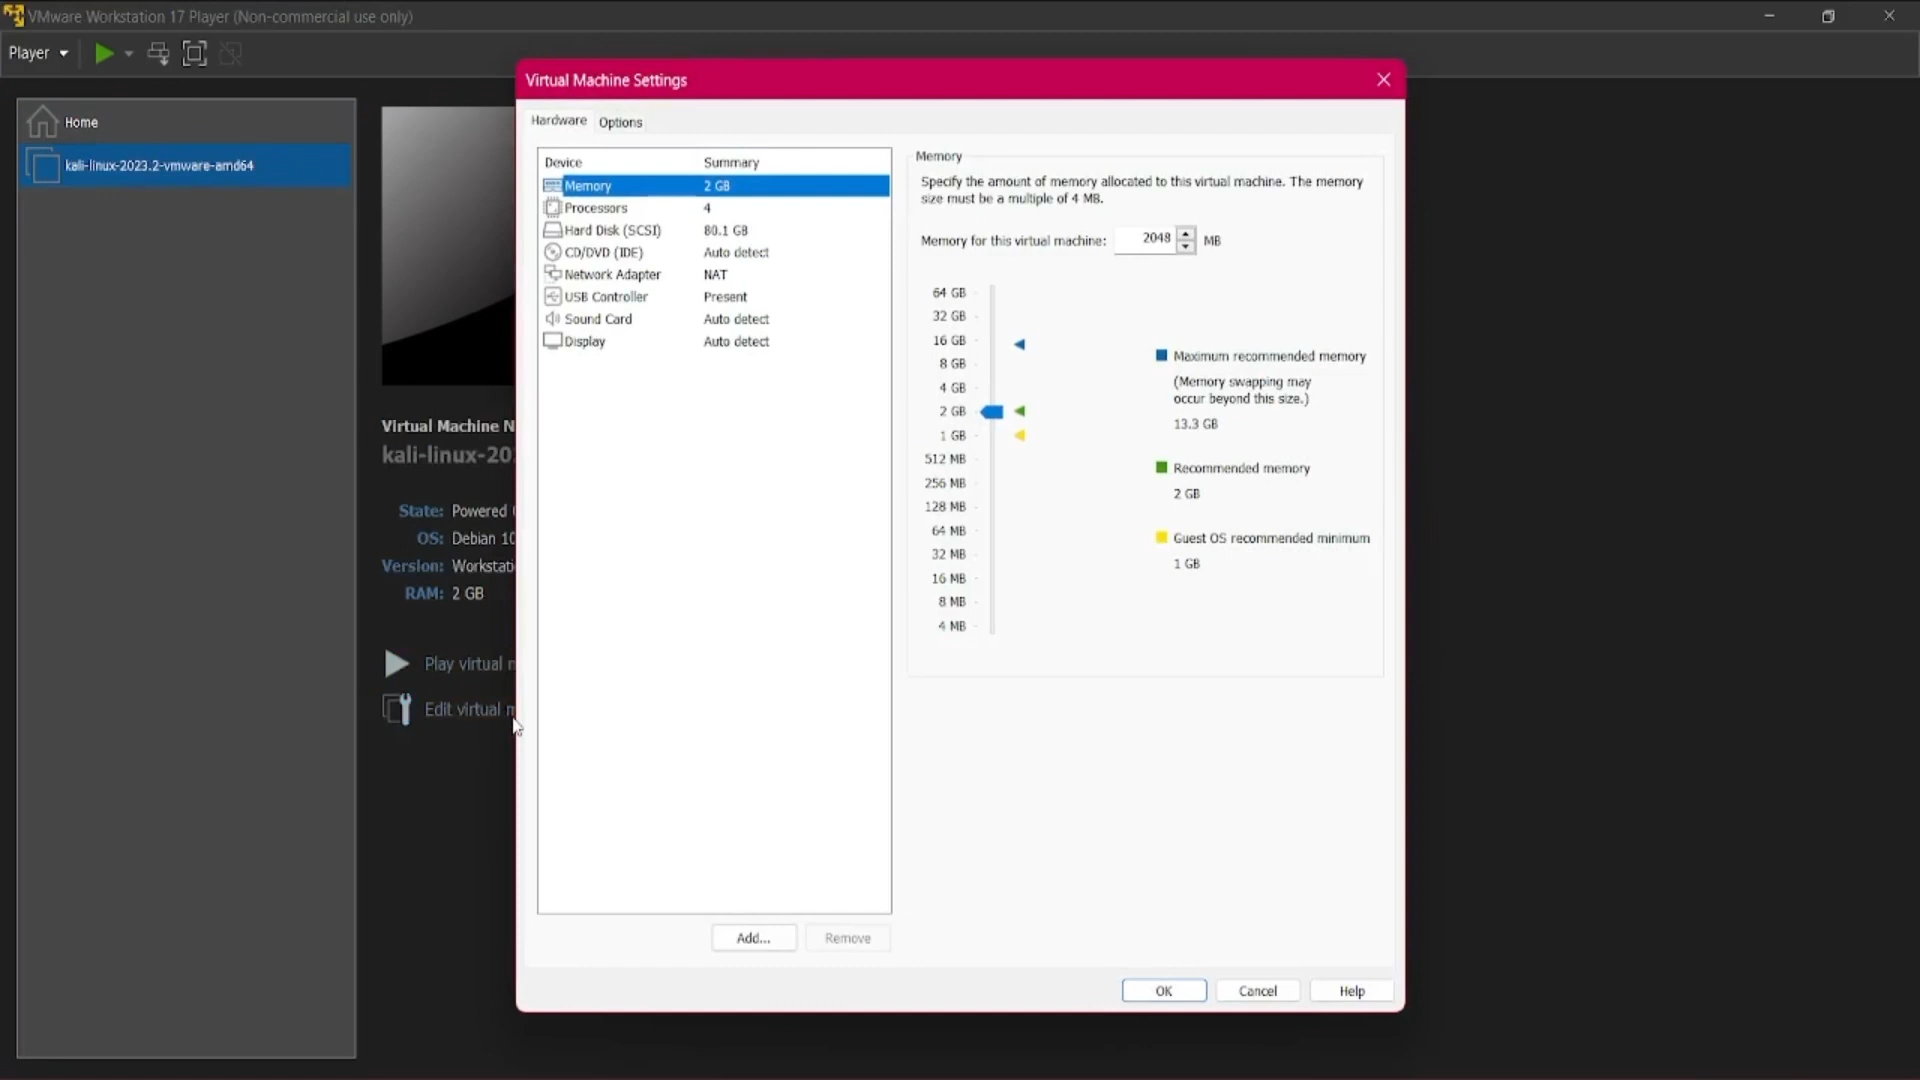 VMware Workstation 17 Player (Non-commercial use only)
Player
Home
kali-linux-2023.2-vmware-amd64
Virtual Machine N
kali-linux-20
State: Powered
OS: Debian 10
Version: Workstati
RAM: 2 GB
Play virtual m
Edit virtual m
Virtual Machine Settings
Hardware
Options
Device Summary
Memory 2 GB
Processors 4
Hard Disk (SCSI) 80.1 GB
CD/DVD (IDE) Auto detect
Network Adapter NAT
USB Controller Present
Sound Card Auto detect
Display Auto detect
Add...
Remove
Memory
Specify the amount of memory allocated to this virtual machine. The memory
size must be a multiple of 4 MB.
Memory for this virtual machine: 2048 MB
64 GB
32 GB
16 GB
8 GB
4 GB
2 GB
1 GB
512 MB
256 MB
128 MB
64 MB
32 MB
16 MB
8 MB
4 MB
Maximum recommended memory
(Memory swapping may
occur beyond this size.)
13.3 GB
Recommended memory
2 GB
Guest OS recommended minimum
1 GB
OK
Cancel
Help